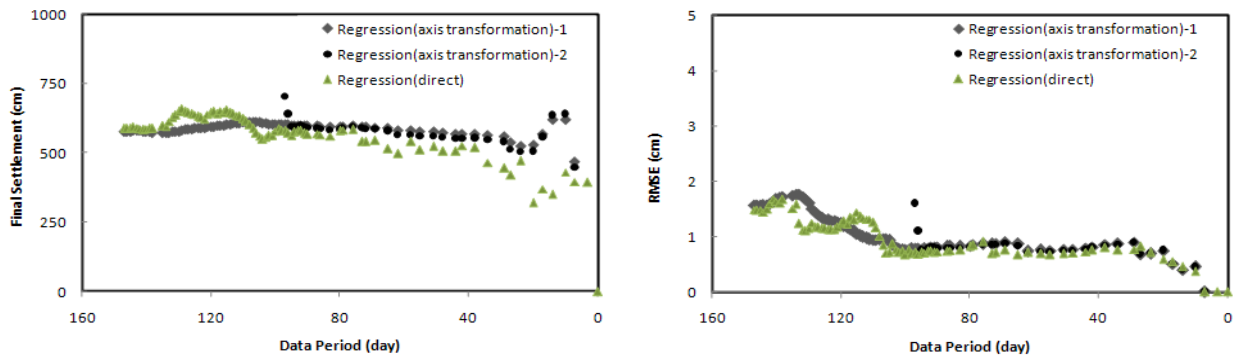 1000
750
500
250
0
Final Settlement (cm)
Regression(axis transformation)-1
Regression(axis transformation)-2
Regression(direct)
160
120
80
40
0
Data Period (day)
5
4
3
2
1
0
RMSE (cm)
Regression(axis transformation)-1
Regression(axis transformation)-2
Regression(direct)
160
120
80
40
0
Data Period (day)